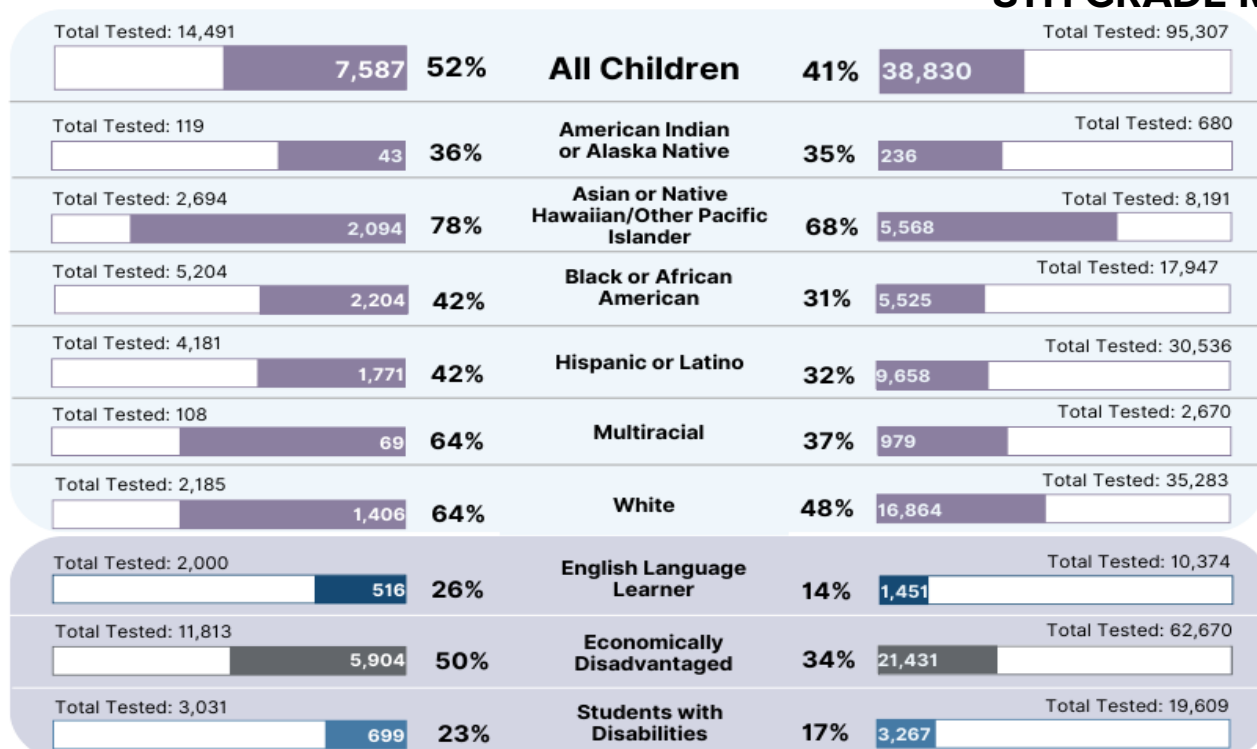 8TH GRADE M
Total Tested: 14,491
Total Tested: 95,307
7,587 52% All Children 41% 38,830
Total Tested: 119
Total Tested: 680
American Indian
or Alaska Native
43 36% 35% 236
Total Tested: 2,694
Total Tested: 8,191
Asian or Native
Hawaiian/Other Pacific
Islander
2,094 78% 68% 5,568
Total Tested: 5,204
Total Tested: 17,947
Black or African
American
2,204 42% 31% 5,525
Total Tested: 4,181
Total Tested: 30,536
Hispanic or Latino
1,771 42% 32% 9,658
Total Tested: 108
Total Tested: 2,670
Multiracial
69 64% 37% 979
Total Tested: 2,185
Total Tested: 35,283
White
1,406 64% 48% 16,864
Total Tested: 2,000
Total Tested: 10,374
English Language
Learner
516 26% 14% 1,451
Total Tested: 11,813
Total Tested: 62,670
Economically
Disadvantaged
5,904 50% 34% 21,431
Total Tested: 3,031
Total Tested: 19,609
Students with
Disabilities
699 23% 17% 3,267